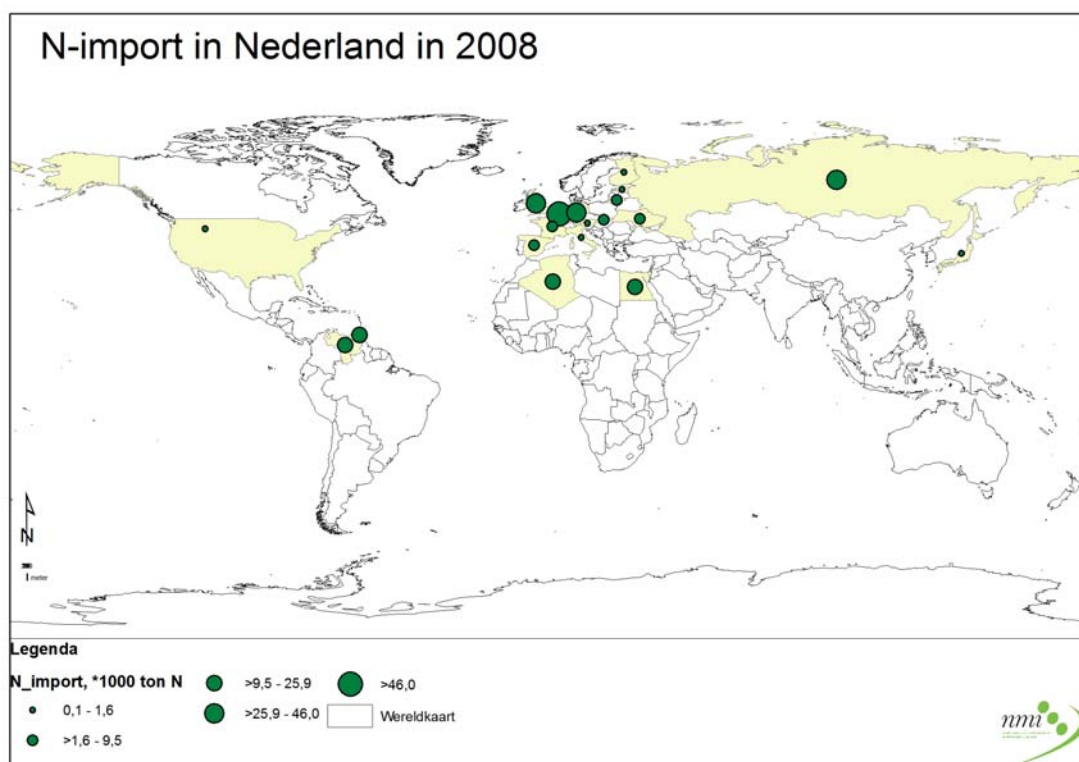 N-import in Nederland in 2008
N
meter
Legenda
N_import, *1000 ton N
0,1 - 1,6
>1,6 - 9,5
>9,5 - 25,9
>25,9 - 46,0
>46,0
Wereldkaart
nmi